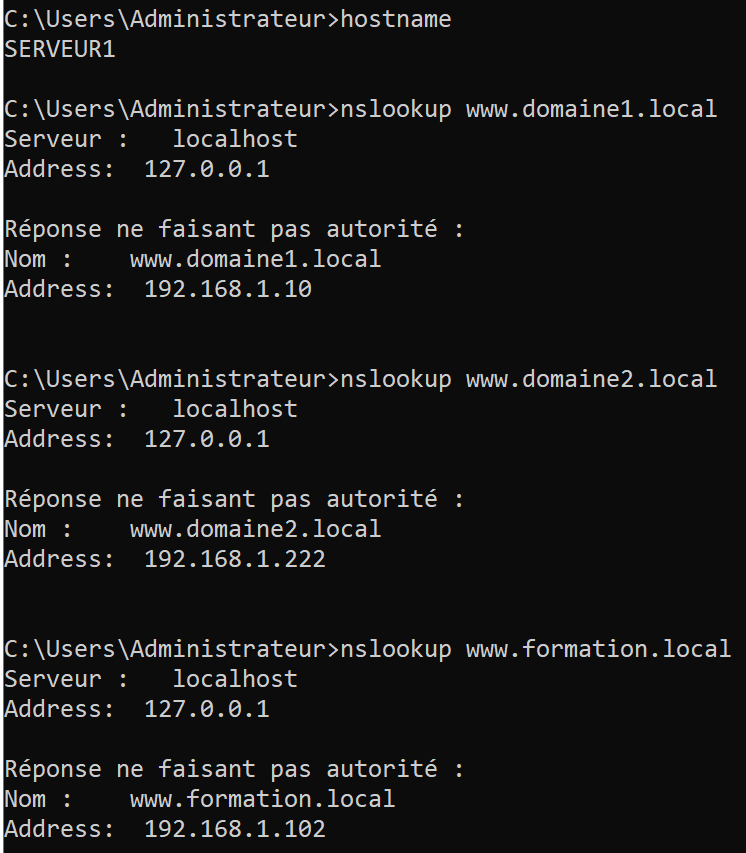 C:\Users\Administrateur>hostname
SERVEUR1
C:\Users\Administrateur>nslookup www.domaine1.local
Serveur :   localhost
Address:  127.0.0.1
Réponse ne faisant pas autorité :
Nom :    www.domaine1.local
Address:  192.168.1.10
C:\Users\Administrateur>nslookup www.domaine2.local
Serveur :   localhost
Address:  127.0.0.1
Réponse ne faisant pas autorité :
Nom :    www.domaine2.local
Address:  192.168.1.222
C:\Users\Administrateur>nslookup www.formation.local
Serveur :   localhost
Address:  127.0.0.1
Réponse ne faisant pas autorité :
Nom :    www.formation.local
Address:  192.168.1.102